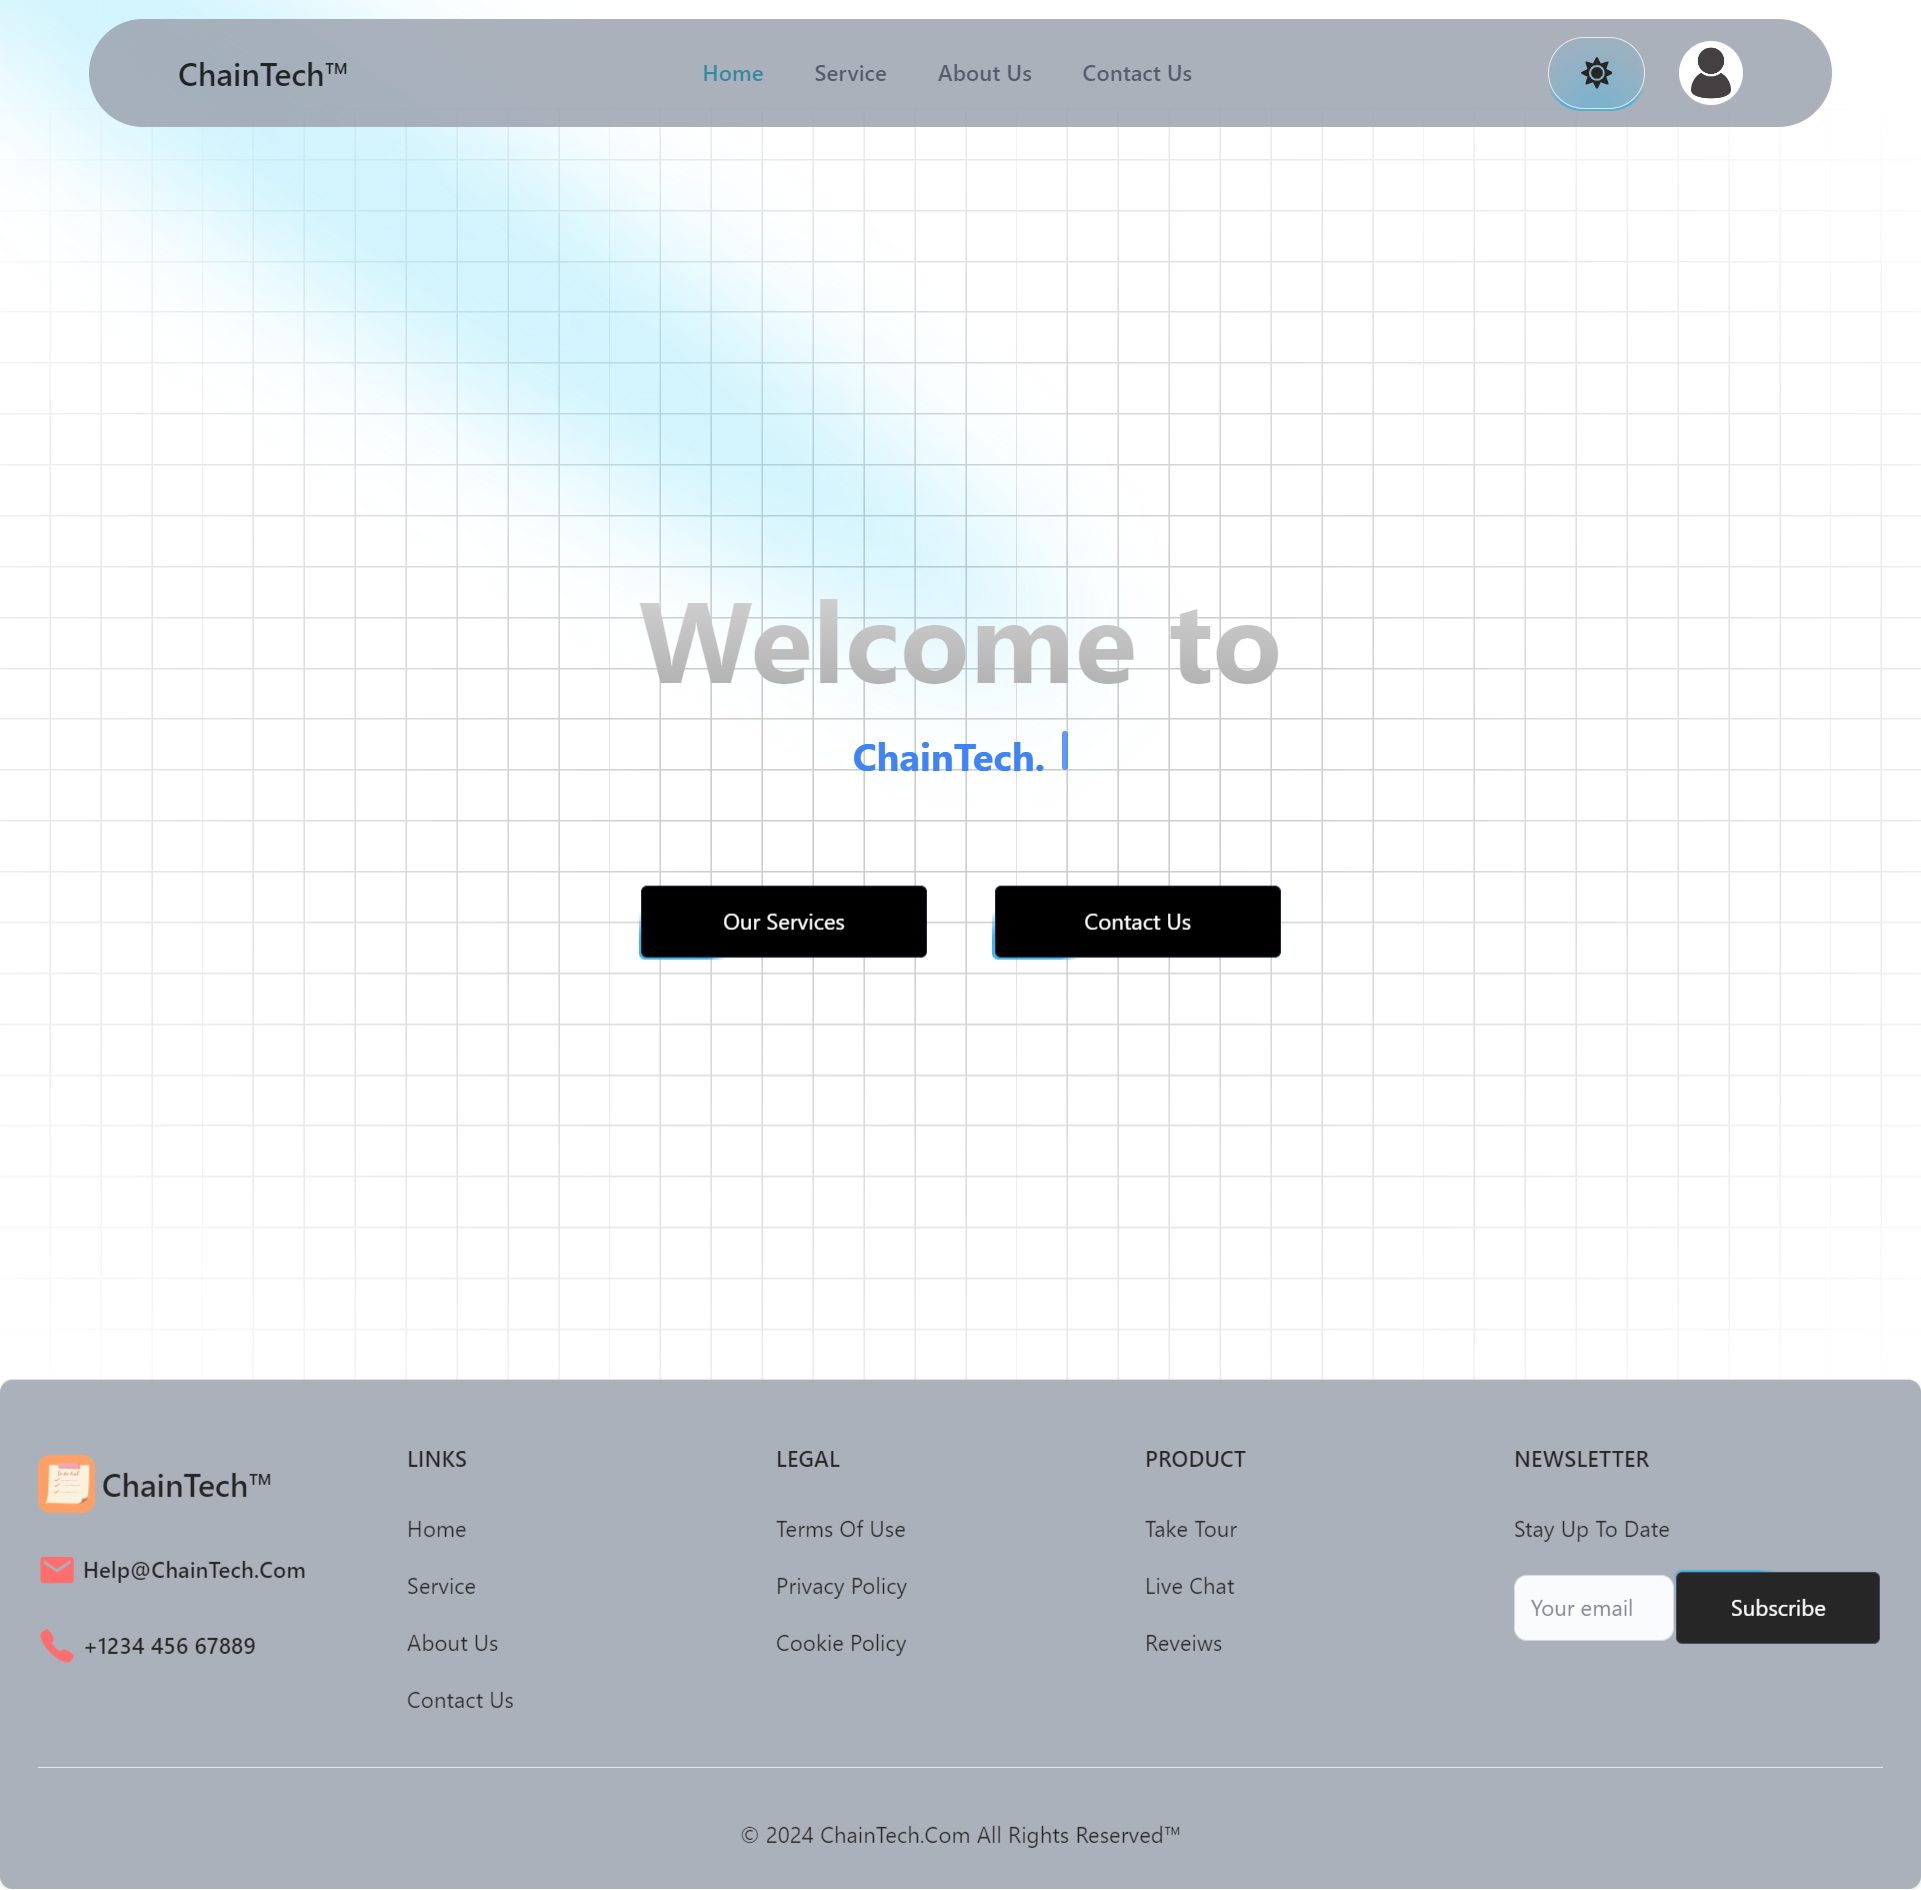 ChainTech™
Home
Service
About Us
Contact Us
Welcome to
ChainTech.
Our Services
Contact Us
ChainTech™
Help@ChainTech.Com
+1234 456 67889
LINKS
Home
Service
About Us
Contact Us
LEGAL
Terms Of Use
Privacy Policy
Cookie Policy
PRODUCT
Take Tour
Live Chat
Reveiws
NEWSLETTER
Stay Up To Date
Your email
Subscribe
© 2024 ChainTech.Com All Rights Reserved™